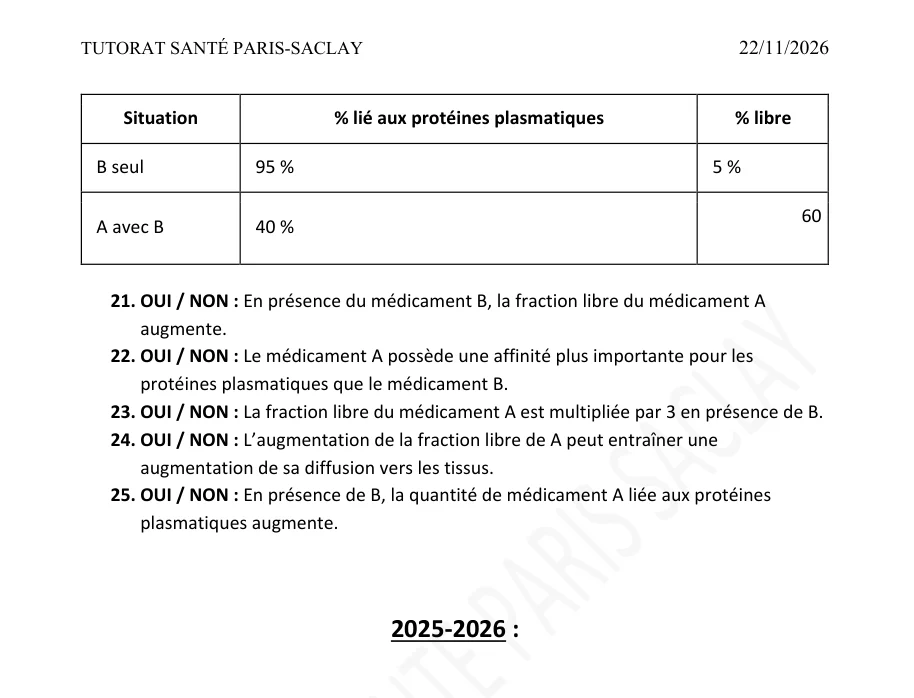 TUTORAT SANTÉ PARIS-SACLAY 22/11/2026
Situation % lié aux protéines plasmatiques % libre
B seul 95 % 5 %
A avec B 40 % 60
21. OUI / NON : En présence du médicament B, la fraction libre du médicament A
augmente.
22. OUI / NON : Le médicament A possède une affinité plus importante pour les
protéines plasmatiques que le médicament B.
23. OUI / NON : La fraction libre du médicament A est multipliée par 3 en présence de B.
24. OUI / NON : L’augmentation de la fraction libre de A peut entraîner une
augmentation de sa diffusion vers les tissus.
25. OUI / NON : En présence de B, la quantité de médicament A liée aux protéines
plasmatiques augmente.
2025-2026 :
PARIS SACLAY